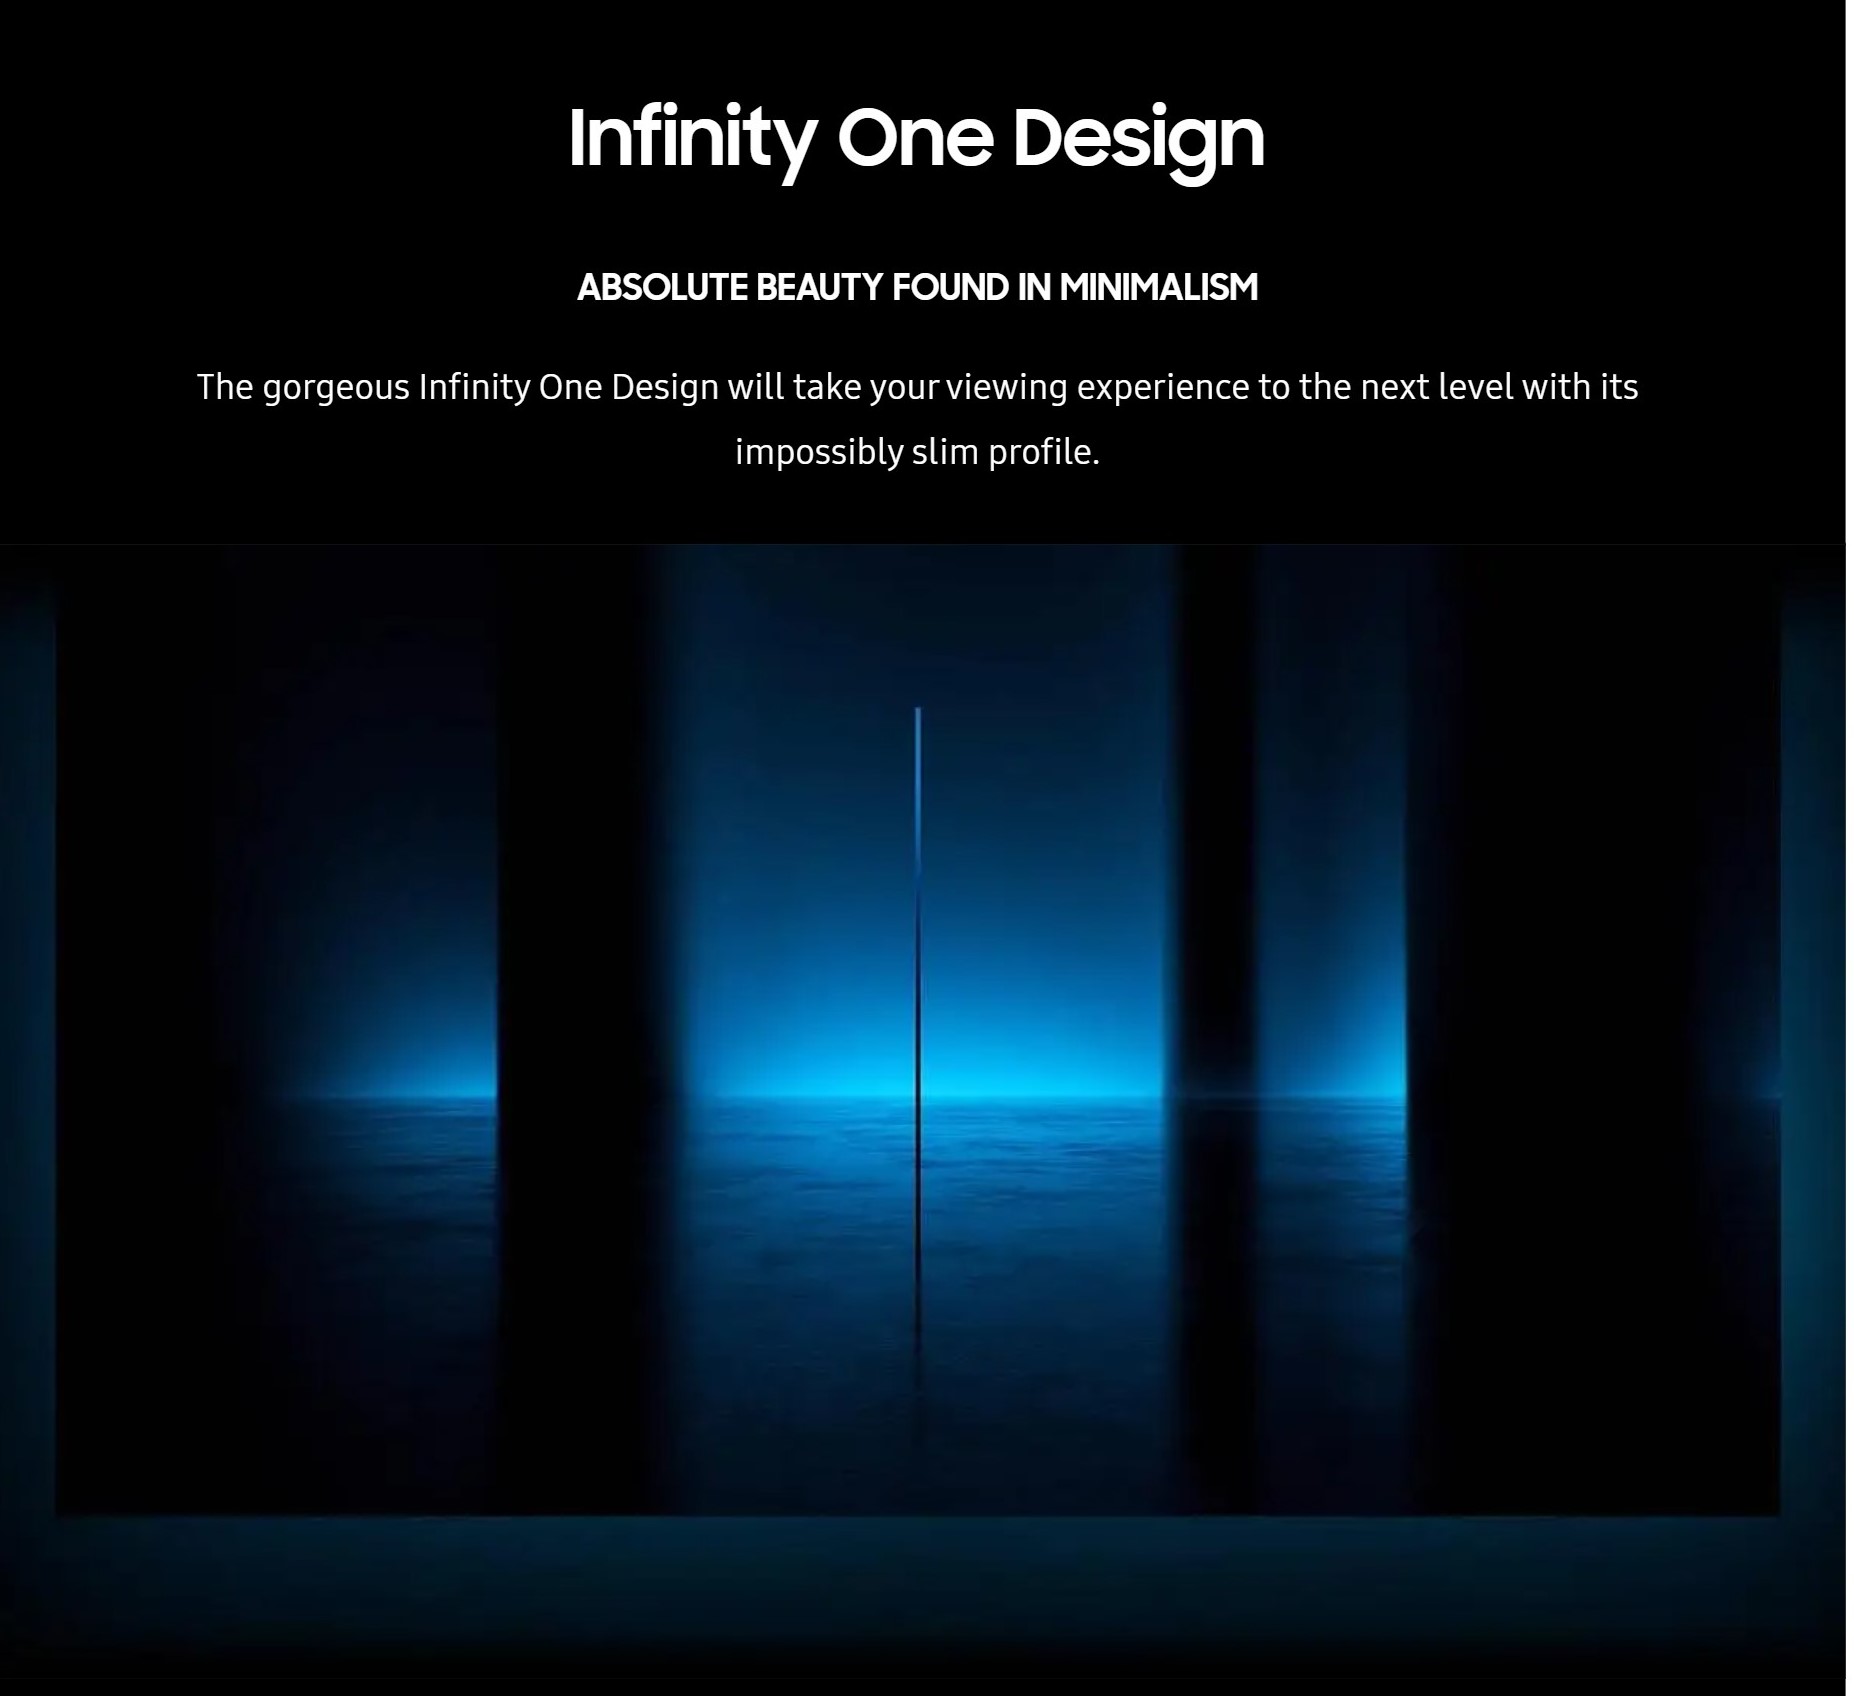 Infinity One Design
ABSOLUTE BEAUTY FOUND IN MINIMALISM
The gorgeous Infinity One Design will take your viewing experience to the next level with its
impossibly slim profile.